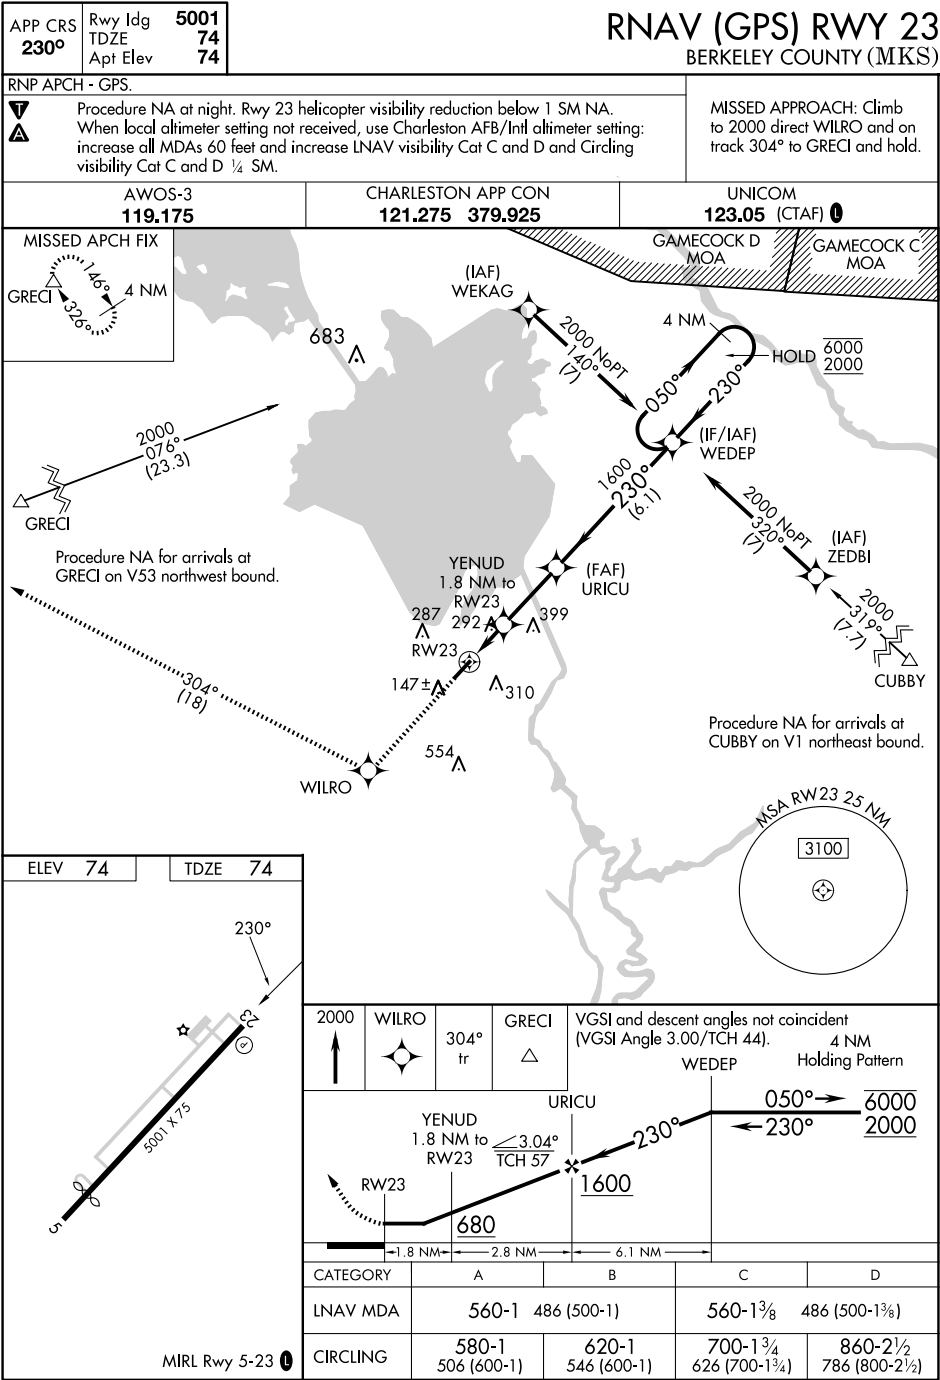 APP CRS
230°
Rwy ldg 5001
TDZE 74
Apt Elev 74
RNAV (GPS) RWY 23
BERKELEY COUNTY (MKS)
RNP APCH - GPS.
T
A
Procedure NA at night. Rwy 23 helicopter visibility reduction below 1 SM NA.
When local altimeter setting not received, use Charleston AFB/Intl altimeter setting:
increase all MDAs 60 feet and increase LNAV visibility Cat C and D and Circling
visibility Cat C and D ¼ SM.
MISSED APPROACH: Climb
to 2000 direct WILRO and on
track 304° to GRECI and hold.
AWOS-3
119.175
CHARLESTON APP CON
121.275 379.925
UNICOM
123.05 (CTAF) L
MISSED APCH FIX
GRECI
146°
326°
4 NM
GAMECOCK D
MOA
GAMECOCK C
MOA
(IAF)
WEKAG
2000 NoPT
140°
(7)
683
4 NM
HOLD
6000
2000
050°
230°
(IF/IAF)
WEDEP
2000
076°
(23.3)
GRECI
1600
230°
(6.1)
2000 NoPT
320°
(7)
(IAF)
ZEDBI
Procedure NA for arrivals at
GRECI on V53 northwest bound.
YENUD
1.8 NM to
RW23
(FAF)
URICU
2000
319°
(7.7)
CUBBY
287
292
399
RW23
147±
310
304°
(18)
554
WILRO
Procedure NA for arrivals at
CUBBY on V1 northeast bound.
MSA RW23 25 NM
3100
ELEV 74
TDZE 74
230°
23
P
5001 X 75
5
MIRL Rwy 5-23 L
2000
WILRO
304°
tr
GRECI
VGSI and descent angles not coincident
(VGSI Angle 3.00/TCH 44).
4 NM
Holding Pattern
WEDEP
URICU
050°
230°
6000
2000
YENUD
1.8 NM to
RW23
3.04°
TCH 57
230°
RW23
1600
680
1.8 NM
2.8 NM
6.1 NM
CATEGORY A B C D
LNAV MDA 560-1 486 (500-1) 560-1⅜ 486 (500-1⅜)
CIRCLING 580-1 620-1 700-1¾ 860-2½
506 (600-1) 546 (600-1) 626 (700-1¾) 786 (800-2½)